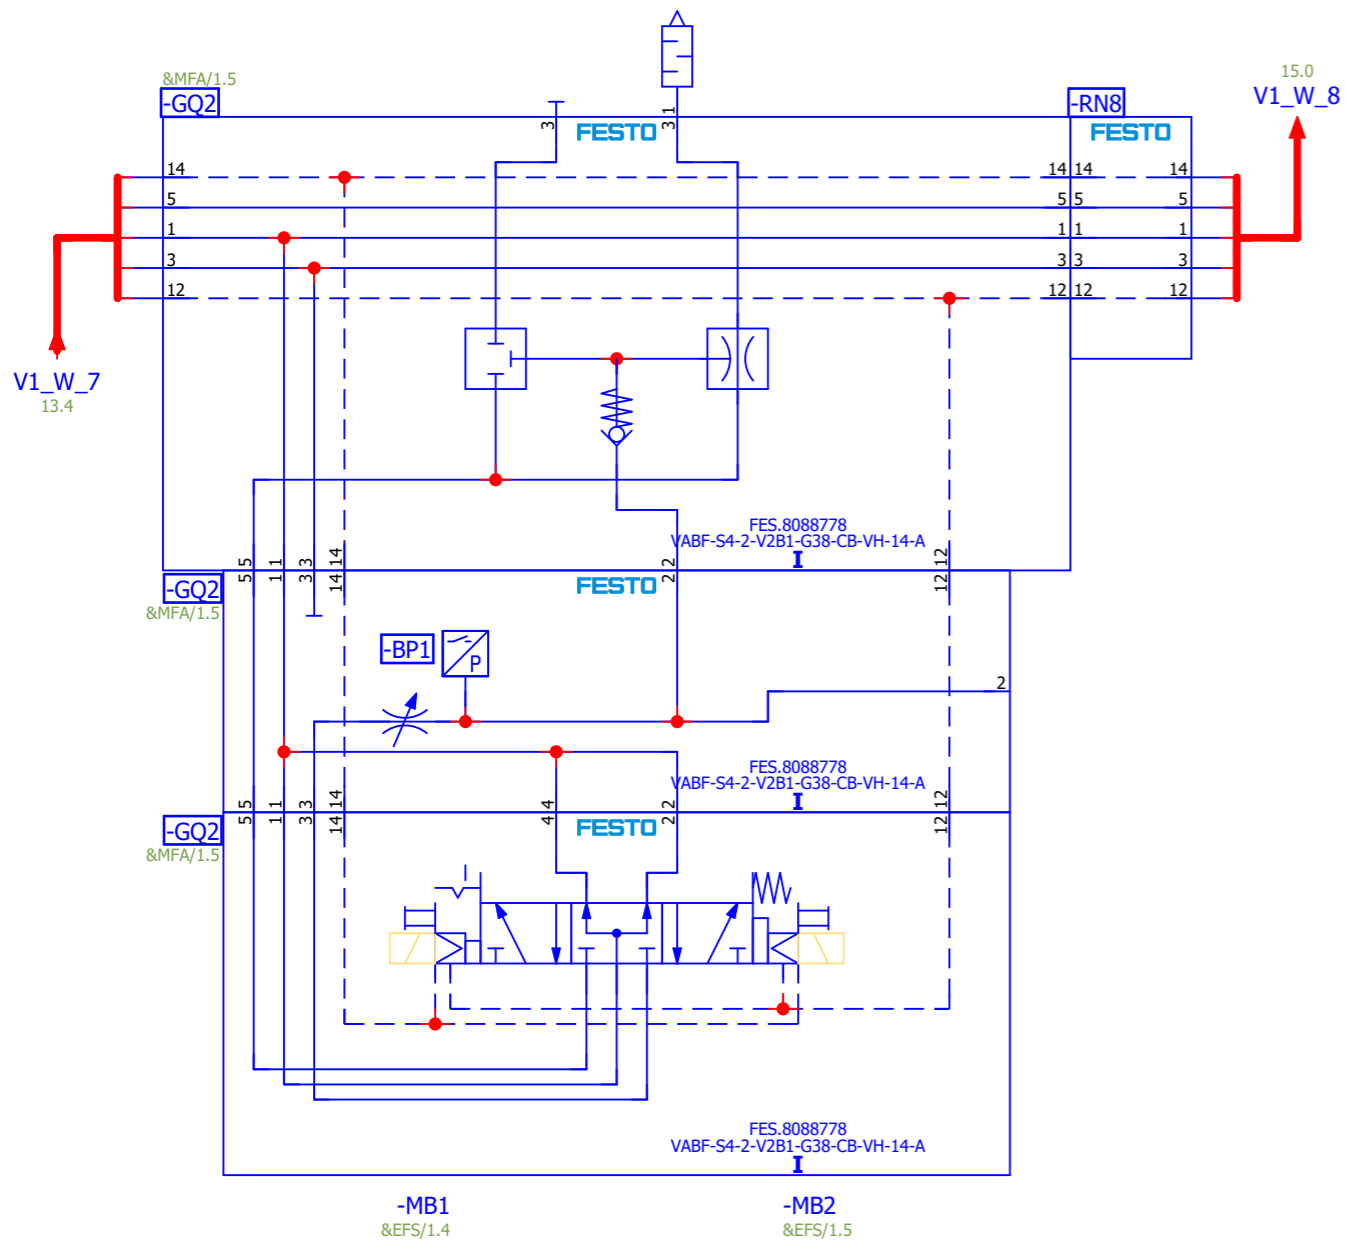 &MFA/1.5
-GQ2
3
FESTO
3 1
-RN8
FESTO
15.0
V1_W_8
14
14 14
14
5
5 5
5
1
1 1
1
3
3 3
3
12
12 12
12
V1_W_7
13.4
FES.8088778
VABF-S4-2-V2B1-G38-CB-VH-14-A
I
5 5
1 1
3 3
14 14
2 2
12 12
-GQ2
&MFA/1.5
FESTO
-BP1
P
2
FES.8088778
VABF-S4-2-V2B1-G38-CB-VH-14-A
I
5 5
1 1
3 3
14 14
4 4
2 2
12 12
-GQ2
&MFA/1.5
FESTO
FES.8088778
VABF-S4-2-V2B1-G38-CB-VH-14-A
I
-MB1
&EFS/1.4
-MB2
&EFS/1.5